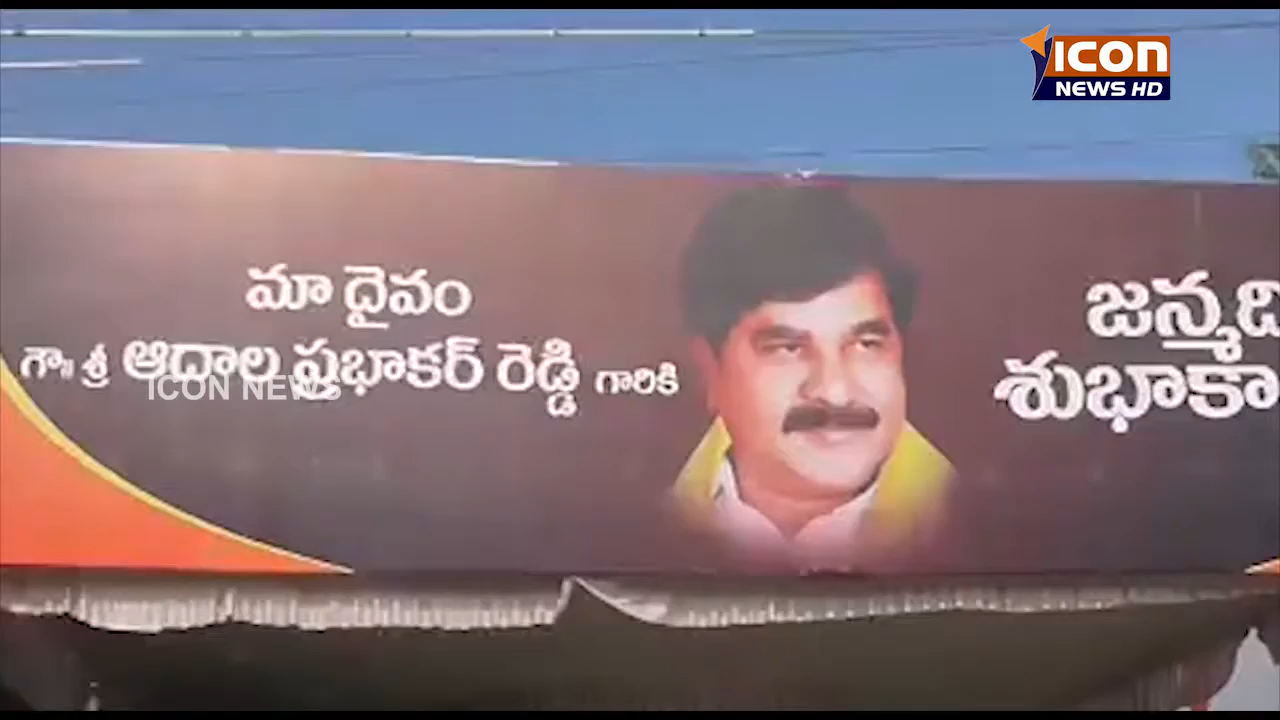 ICON
NEWS HD
మా దైవం
గౌ॥ శ్రీ ఆదాల ప్రభాకర్ రెడ్డి గారికి
ICON NEWS
జన్మది
శుభాకా